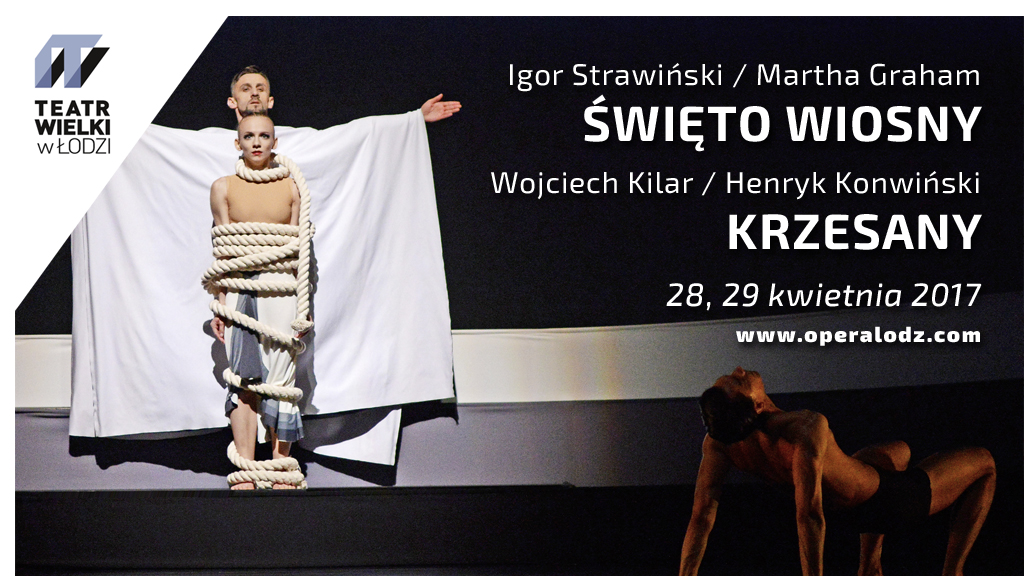 TEATR
WIELKI
w ŁODZI
Igor Strawiński / Martha Graham
ŚWIĘTO WIOSNY
Wojciech Kilar / Henryk Konwiński
KRZESANY
28, 29 kwietnia 2017
www.operalodz.com